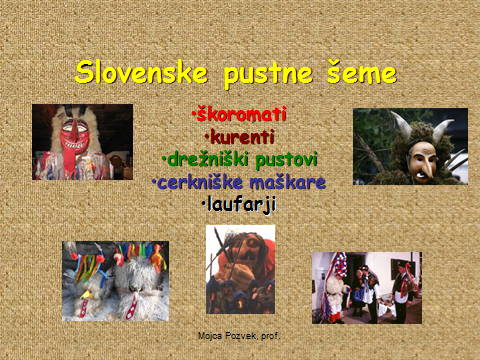 Slovenske pustne šeme
•škoromati
•kurenti
•drežniški pustovi
•cerkniške maškare
•laufarji
Mojca Pozvek, prof.